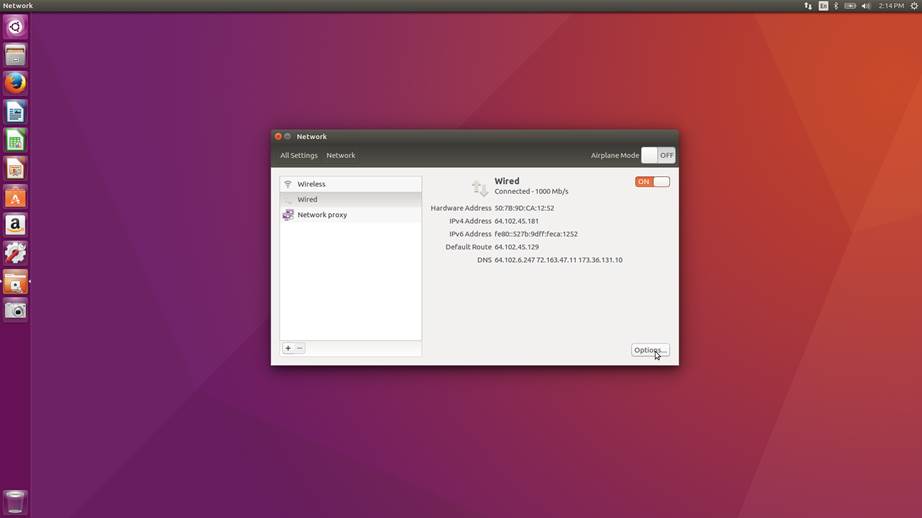 Network
En
2:14 PM
Network
All Settings
Network
Airplane Mode
OFF
Wireless
Wired
Network proxy
Wired
Connected - 1000 Mb/s
ON
Hardware Address 50:7B:9D:CA:12:52
IPv4 Address 64.102.45.181
IPv6 Address fe80::527b:9dff:feca:1252
Default Route 64.102.45.129
DNS 64.102.6.247 72.163.47.11 173.36.131.10
Options...